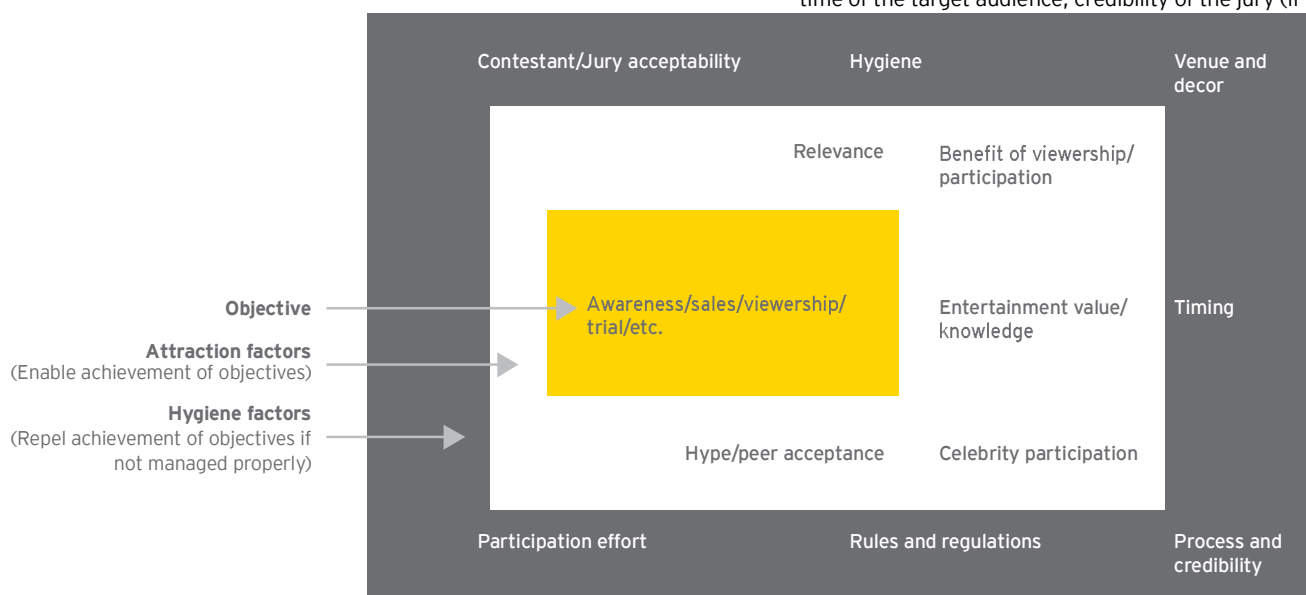 time of the target audience, credibility of the jury (if
Contestant/Jury acceptability
Hygiene
Venue and
decor
Relevance
Benefit of viewership/
participation
Objective
Awareness/sales/viewership/
trial/etc.
Entertainment value/
knowledge
Timing
Attraction factors
(Enable achievement of objectives)
Hygiene factors
(Repel achievement of objectives if
not managed properly)
Hype/peer acceptance
Celebrity participation
Participation effort
Rules and regulations
Process and
credibility